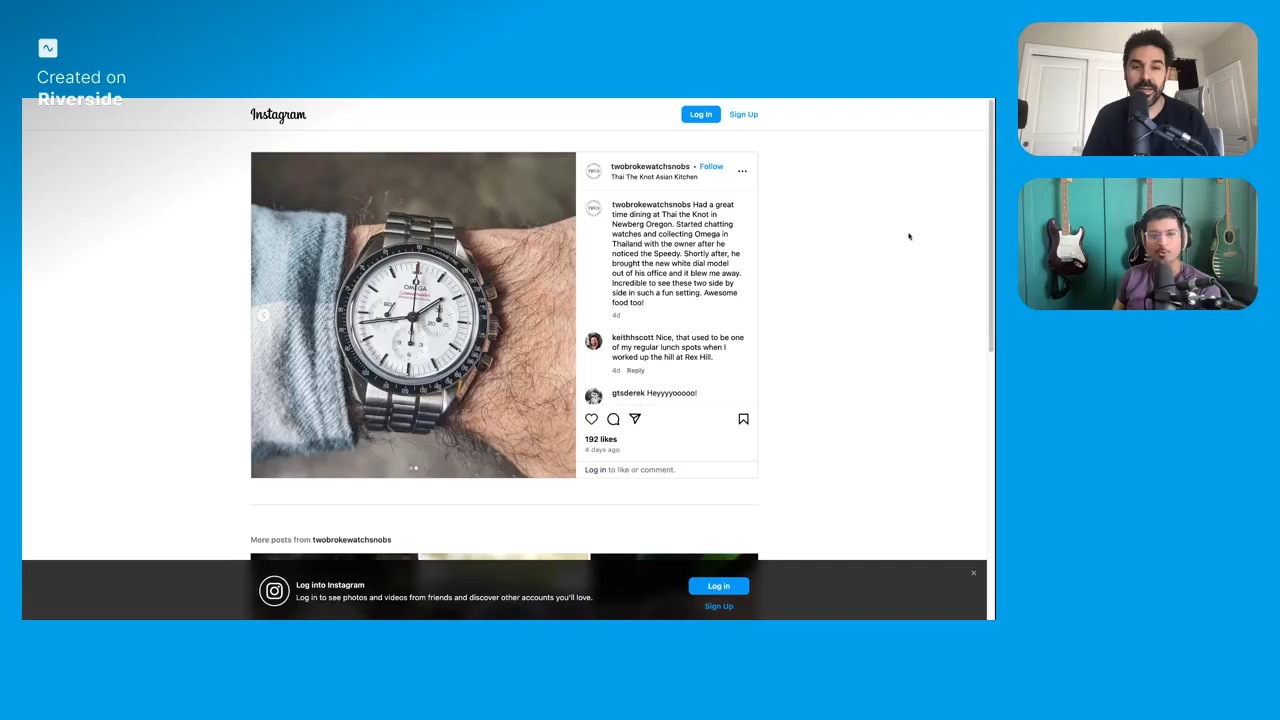 Created on
Riverside
Instagram
Log In
Sign Up
twobrokewatchsnobs • Follow
Thai The Knot Asian Kitchen
twobrokewatchsnobs Had a great
time dining at Thai the Knot in
Newberg Oregon. Started chatting
watches and collecting Omega in
Thailand with the owner after he
noticed the Speedy. Shortly after, he
brought the new white dial model
out of his office and it blew me away.
Incredible to see these two side by
side in such a fun setting. Awesome
food too!
4d
keithhscott Nice, that used to be one
of my regular lunch spots when I
worked up the hill at Rex Hill.
4d Reply
gtsderek Heyyyyooooo!
192 likes
4 days ago
Log in to like or comment.
OMEGA
Speedmaster
TACHYMETRE
More posts from twobrokewatchsnobs
Log into Instagram
Log in to see photos and videos from friends and discover other accounts you'll love.
Log in
Sign Up